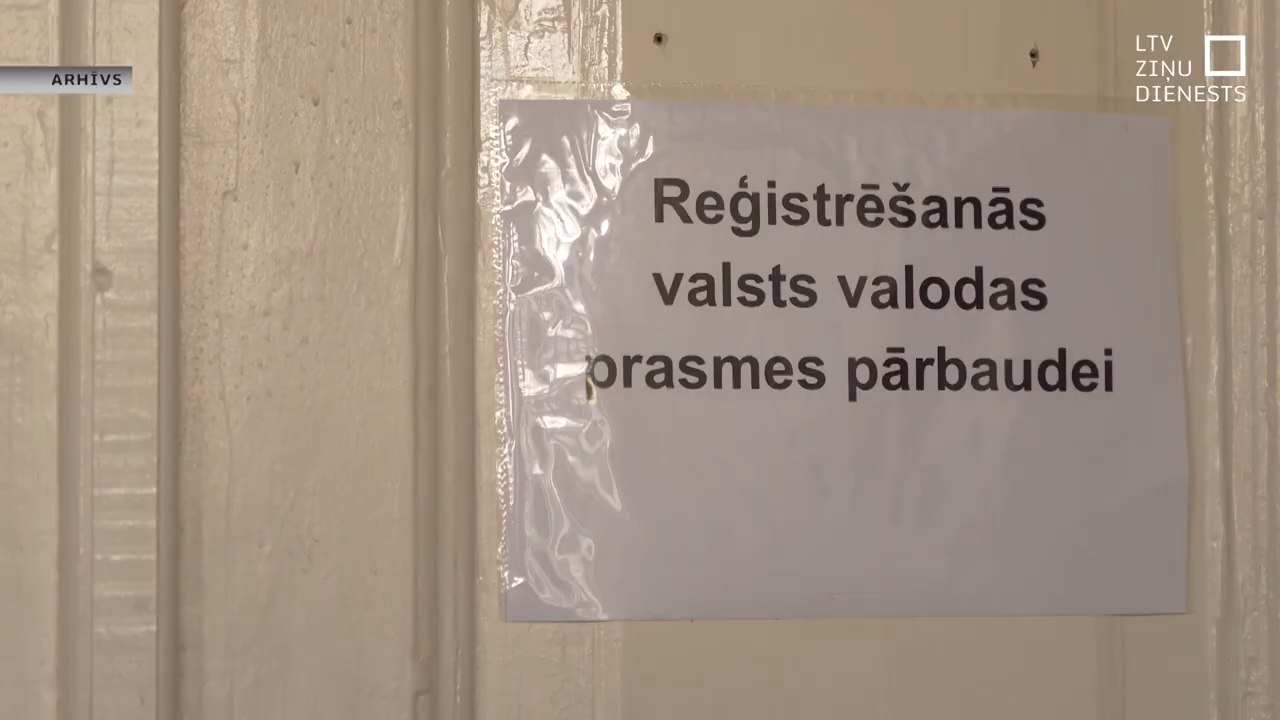 ARHĪVS
LTV
ZIŅU
DIENESTS
Reģistrēšanās
valsts valodas
prasmes pārbaudei